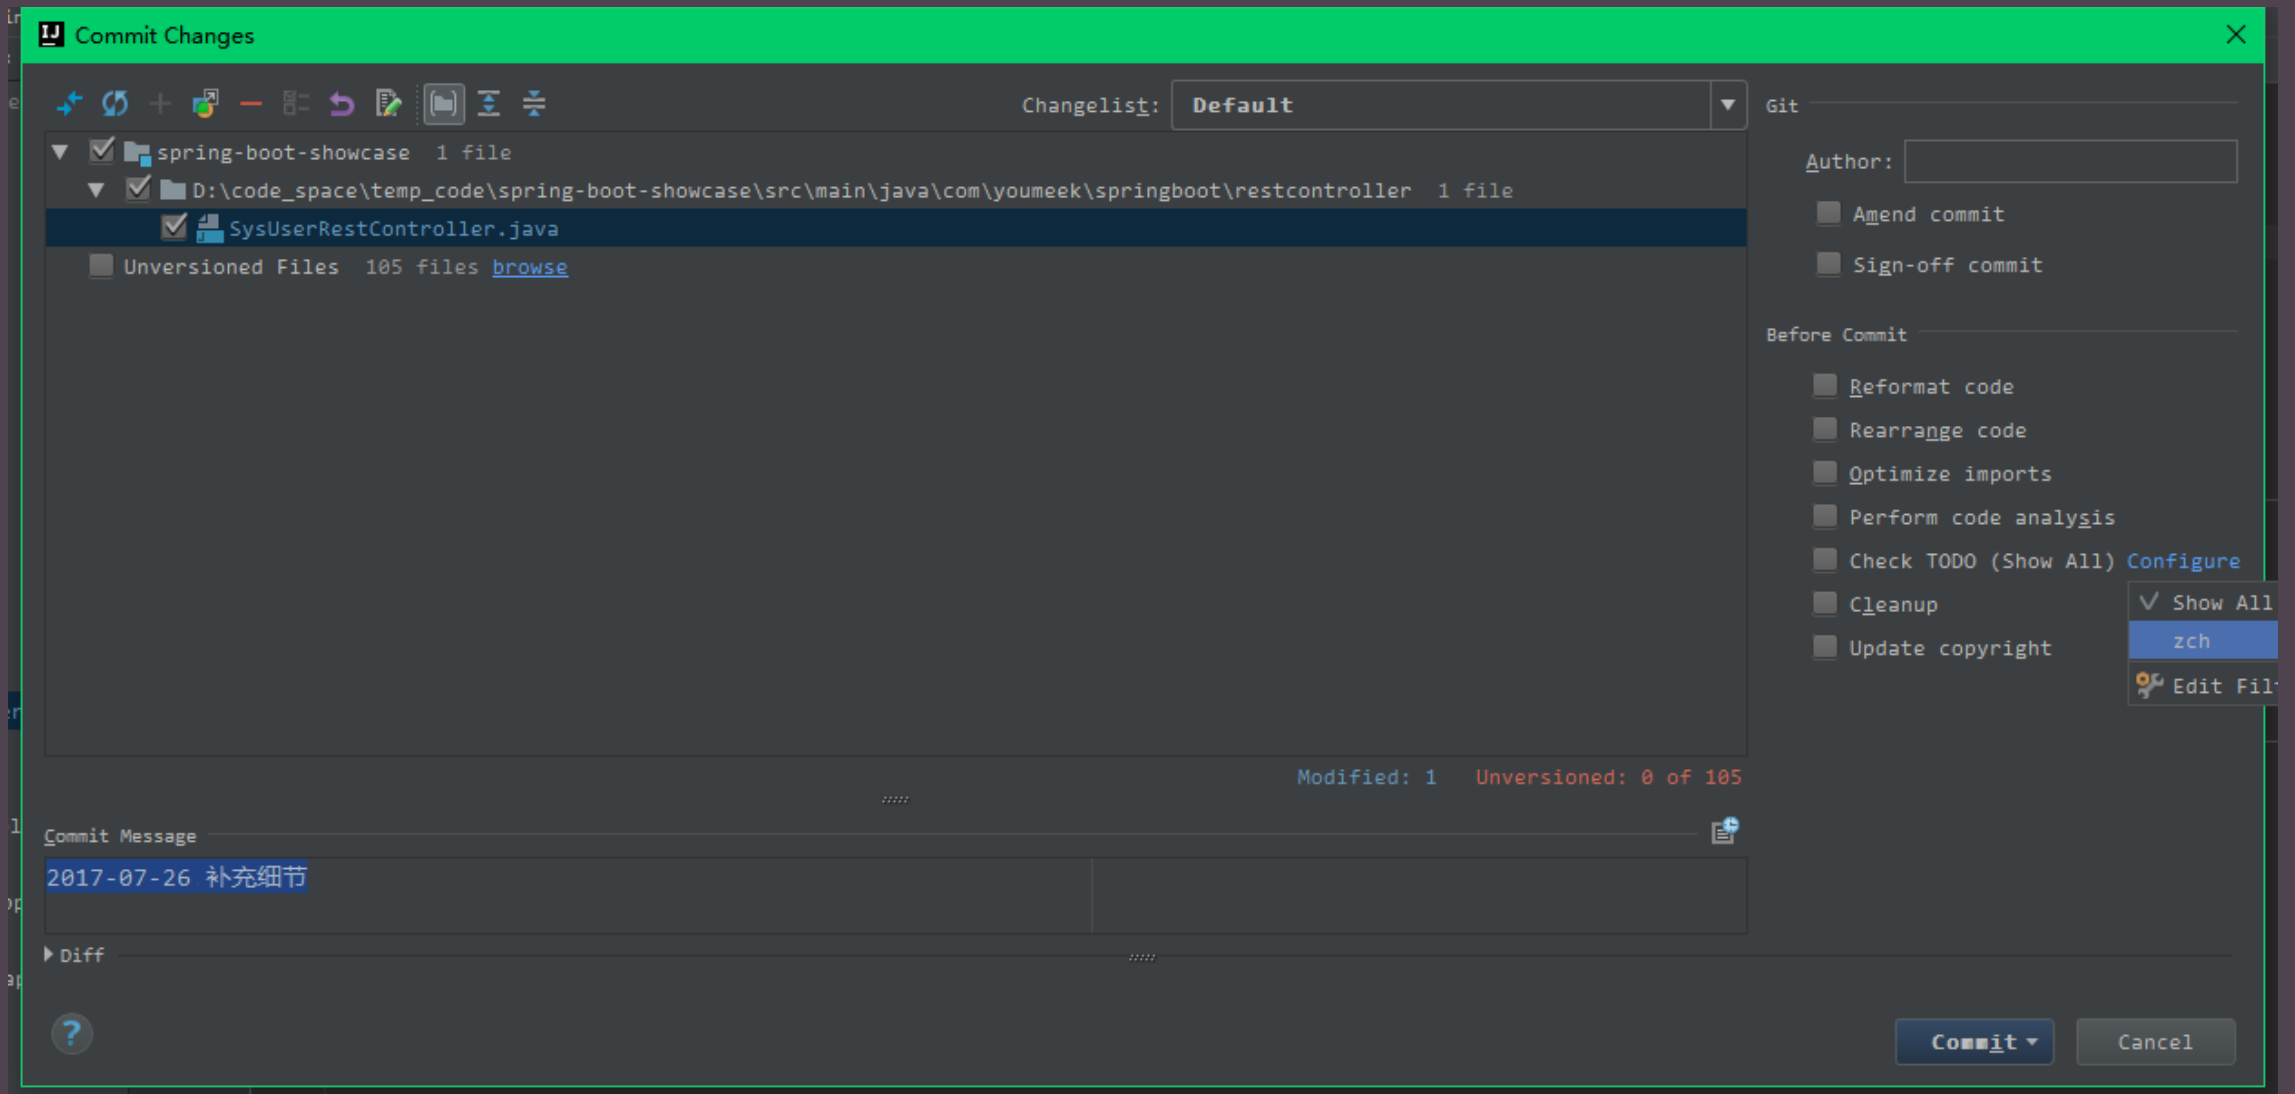 Commit Changes
Changelist: Default
Git
spring-boot-showcase 1 file
Author:
D:\code_space\temp_code\spring-boot-showcase\src\main\java\com\youmeek\springboot\restcontroller 1 file
Amend commit
SysUserRestController.java
Unversioned Files 105 files browse
Sign-off commit
Before Commit
Reformat code
Rearrange code
Optimize imports
Perform code analysis
Check TODO (Show All) Configure
Cleanup
Show All
zch
Update copyright
Edit Fil
Modified: 1 Unversioned: 0 of 105
Commit Message
2017-07-26 补充细节
Diff
?
Commit
Cancel